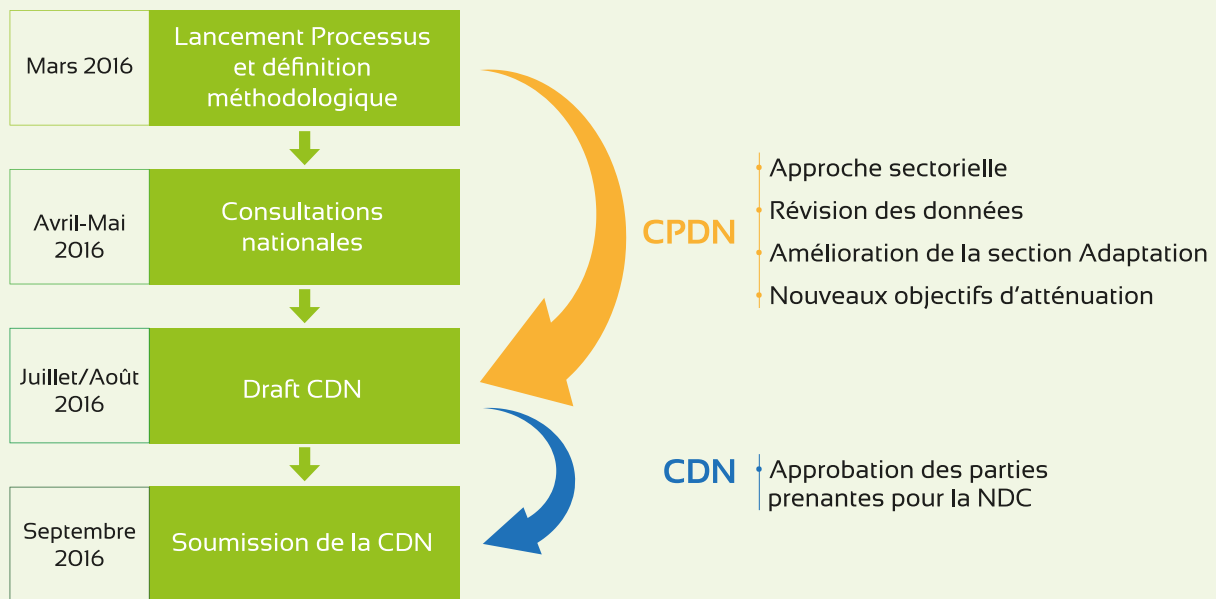 Mars 2016
Lancement Processus
et définition
méthodologique
Avril-Mai
2016
Consultations
nationales
Juillet/Août
2016
Draft CDN
Septembre
2016
Soumission de la CDN
CPDN
Approche sectorielle
Révision des données
Amélioration de la section Adaptation
Nouveaux objectifs d’atténuation
CDN
Approbation des parties
prenantes pour la NDC